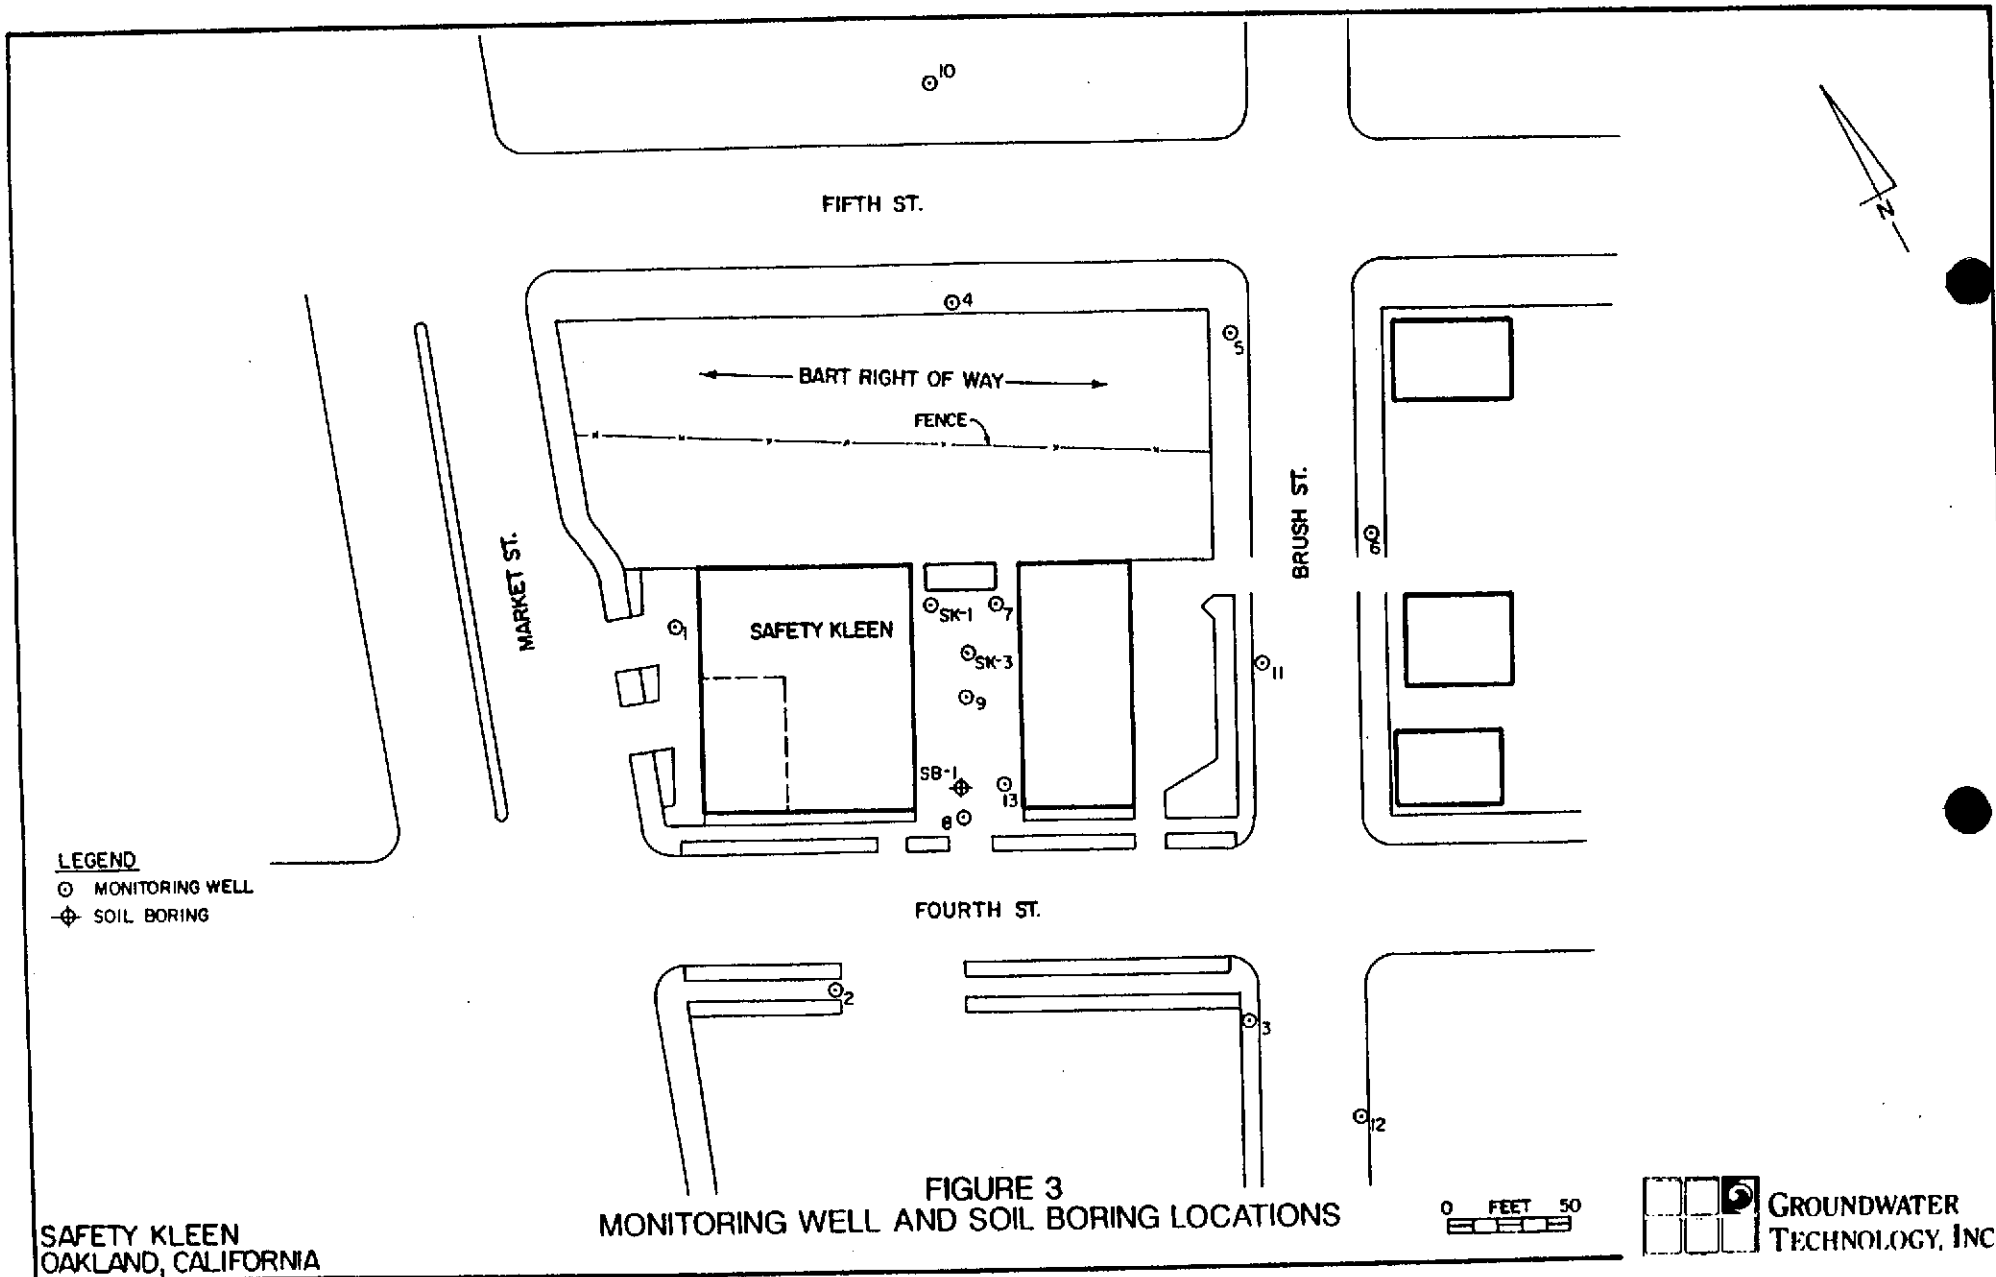 10
FIFTH ST.
N
4
5
BART RIGHT OF WAY
FENCE
MARKET ST.
BRUSH ST.
6
1
SAFETY KLEEN
SK-1
7
SK-3
9
11
SB-1
13
8
LEGEND
MONITORING WELL
SOIL BORING
FOURTH ST.
2
3
12
FIGURE 3
MONITORING WELL AND SOIL BORING LOCATIONS
0 FEET 50
GROUNDWATER
TECHNOLOGY, INC
SAFETY KLEEN
OAKLAND, CALIFORNIA